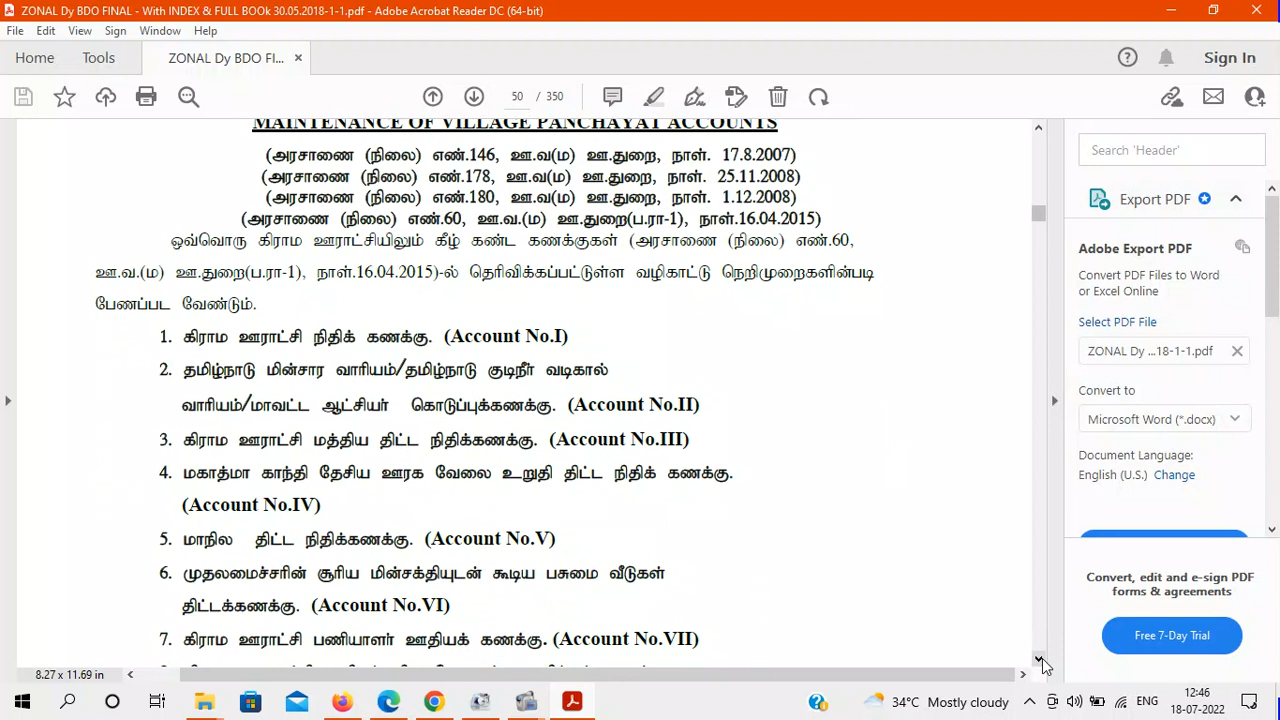 ZONAL Dy BDO FINAL - With INDEX & FULL BOOk 30.05.2018-1-1.pdf - Adobe Acrobat Reader DC (64-bit)
File Edit View Sign Window Help
Home Tools ZONAL Dy BDO FI... × Sign In
50 / 350
MAINTENANCE OF VILLAGE PANCHAYAT ACCOUNTS
(அரசாணை (நிலை) எண்.146, ஊ.வ(ம) ஊ.துறை, நாள். 17.8.2007)
(அரசாணை (நிலை) எண்.178, ஊ.வ(ம) ஊ.துறை, நாள். 25.11.2008)
(அரசாணை (நிலை) எண்.180, ஊ.வ(ம) ஊ.துறை, நாள். 1.12.2008)
(அரசாணை (நிலை) எண்.60, ஊ.வ.(ம) ஊ.துறை(ப.ரா-1), நாள்.16.04.2015)
ஒவ்வொரு கிராம ஊராட்சியிலும் கீழ் கண்ட கணக்குகள் (அரசாணை (நிலை) எண்.60,
ஊ.வ.(ம) ஊ.துறை(ப.ரா-1), நாள்.16.04.2015)-ல் தெரிவிக்கப்பட்டுள்ள வழிகாட்டு நெறிமுறைகளின்படி
பேணப்பட வேண்டும்.
1. கிராம ஊராட்சி நிதிக் கணக்கு. (Account No.I)
2. தமிழ்நாடு மின்சார வாரியம்/தமிழ்நாடு குடிநீர் வடிகால்
வாரியம்/மாவட்ட ஆட்சியர் கொடுப்புக்கணக்கு. (Account No.II)
3. கிராம ஊராட்சி மத்திய திட்ட நிதிக்கணக்கு. (Account No.III)
4. மகாத்மா காந்தி தேசிய ஊரக வேலை உறுதி திட்ட நிதிக் கணக்கு.
(Account No.IV)
5. மாநில திட்ட நிதிக்கணக்கு. (Account No.V)
6. முதலமைச்சரின் சூரிய மின்சக்தியுடன் கூடிய பசுமை வீடுகள்
திட்டக்கணக்கு. (Account No.VI)
7. கிராம ஊராட்சி பணியாளர் ஊதியக் கணக்கு. (Account No.VII)
8.27 x 11.69 in
Search 'Header'
Export PDF
Adobe Export PDF
Convert PDF Files to Word
or Excel Online
Select PDF File
ZONAL Dy ...18-1-1.pdf
Convert to
Microsoft Word (*.docx)
Document Language:
English (U.S.) Change
Convert, edit and e-sign PDF
forms & agreements
Free 7-Day Trial
34°C Mostly cloudy ENG 12:46
18-07-2022